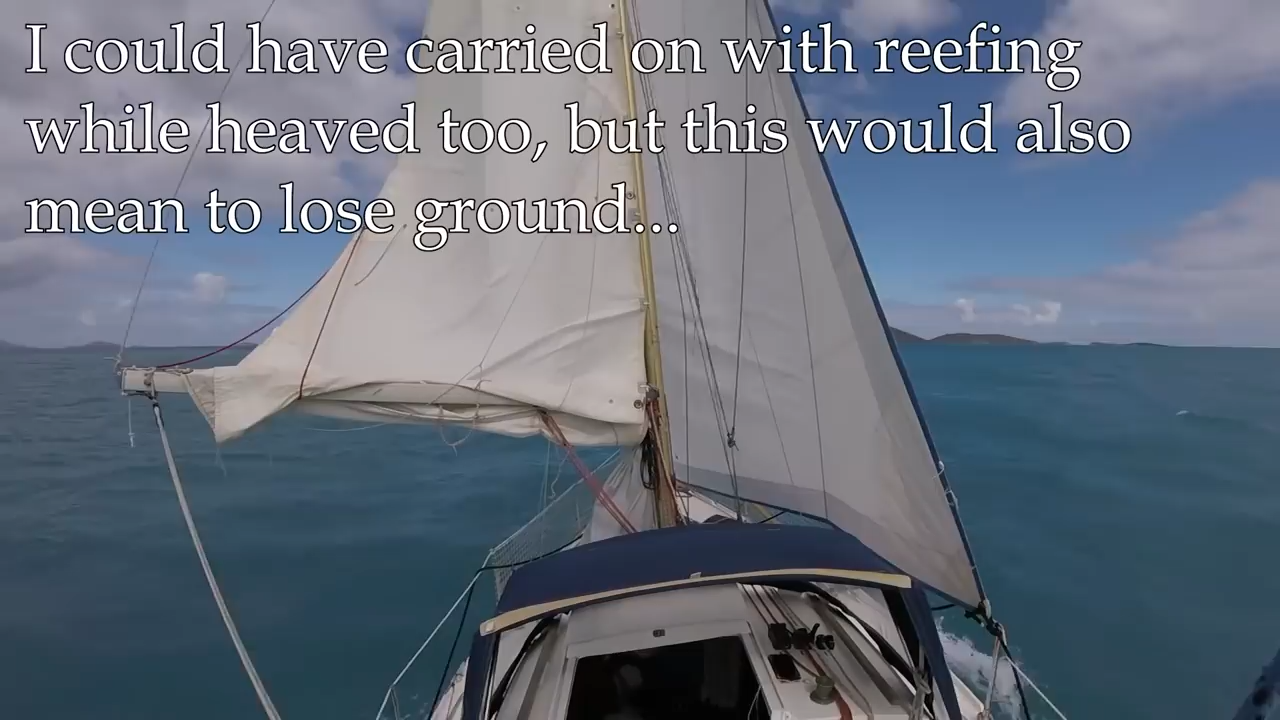 I could have carried on with reefing
while heaved too, but this would also
mean to lose ground...